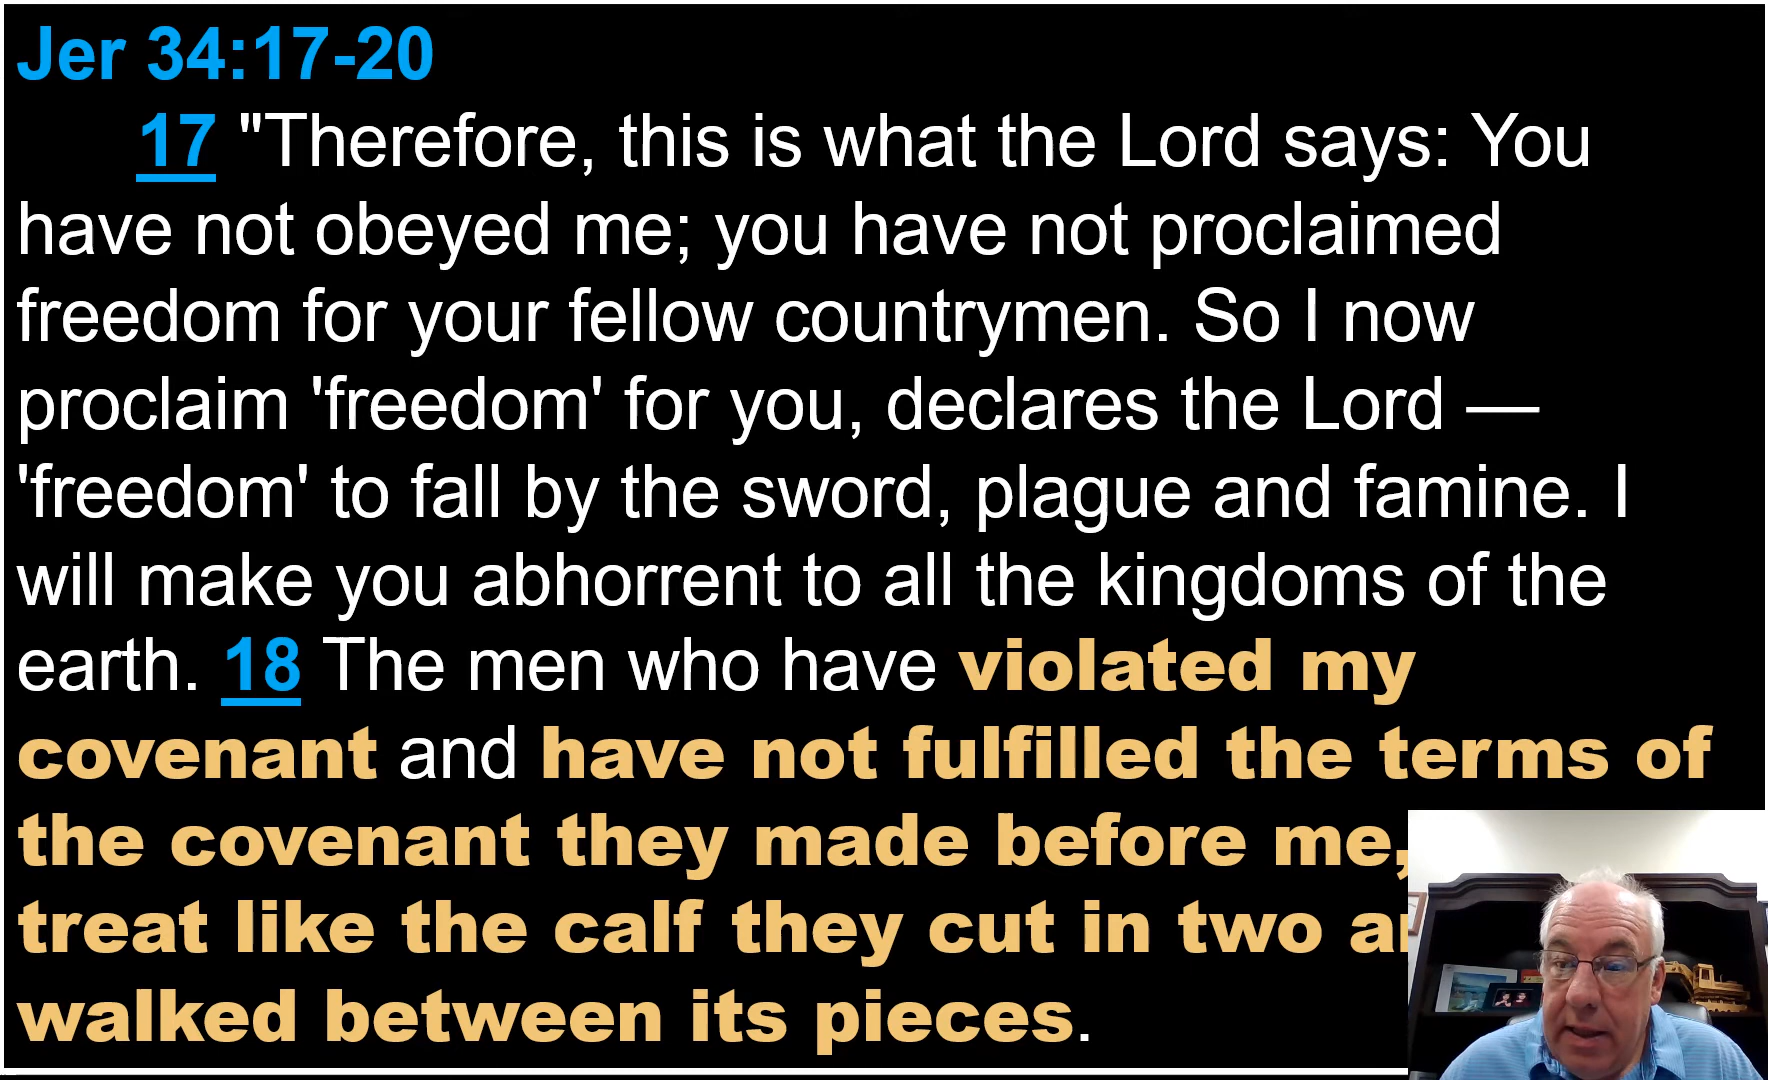 Jer 34:17-20
17 "Therefore, this is what the Lord says: You
have not obeyed me; you have not proclaimed
freedom for your fellow countrymen. So I now
proclaim 'freedom' for you, declares the Lord —
'freedom' to fall by the sword, plague and famine. I
will make you abhorrent to all the kingdoms of the
earth. 18 The men who have violated my
covenant and have not fulfilled the terms of
the covenant they made before me,
treat like the calf they cut in two
walked between its pieces.